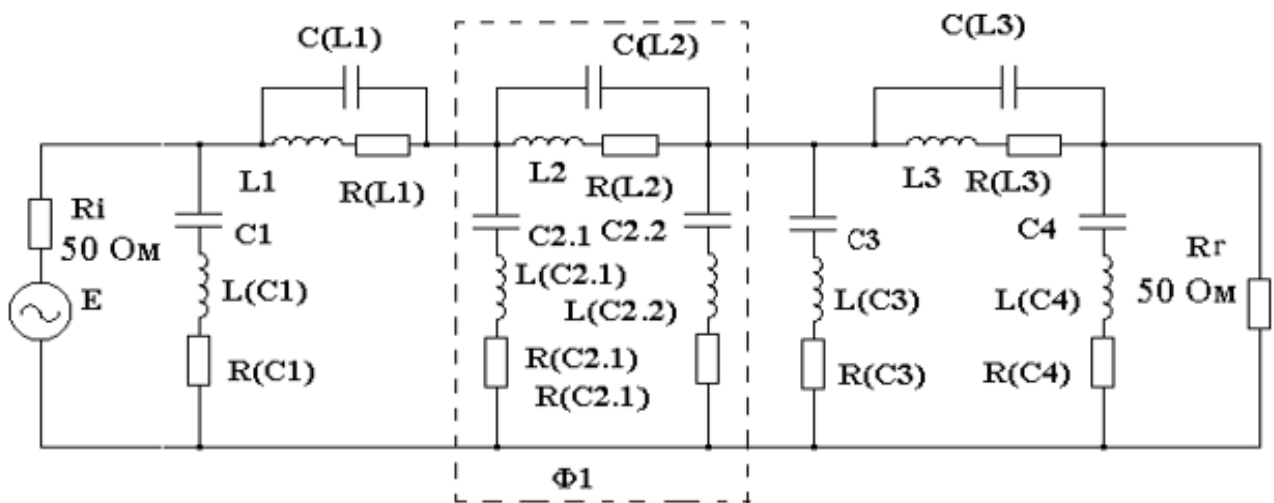 C(L1)
C(L2)
C(L3)
L1
R(L1)
L2
R(L2)
L3
R(L3)
Ri
50 Ом
E
C1
L(C1)
R(C1)
C2.1
C2.2
L(C2.1)
L(C2.2)
R(C2.1)
R(C2.1)
C3
L(C3)
R(C3)
C4
L(C4)
R(C4)
Rг
50 Ом
Ф1